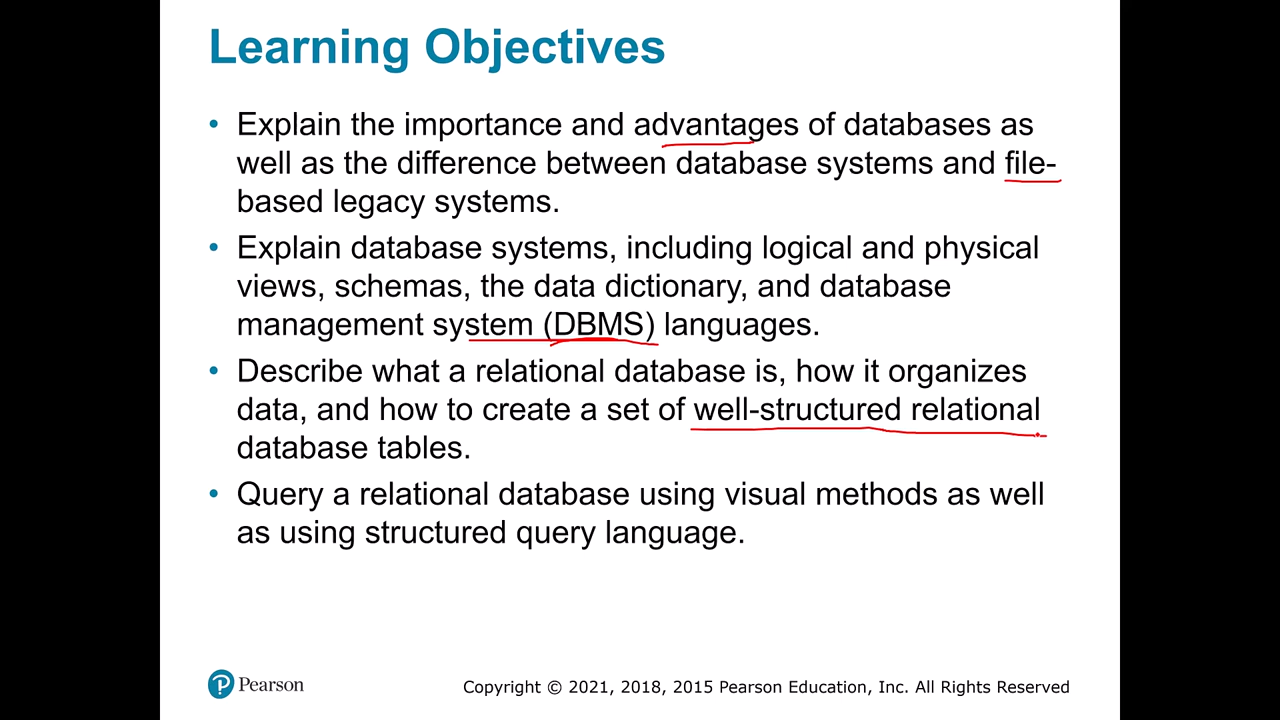 Learning Objectives
• Explain the importance and advantages of databases as
well as the difference between database systems and file-
based legacy systems.
• Explain database systems, including logical and physical
views, schemas, the data dictionary, and database
management system (DBMS) languages.
• Describe what a relational database is, how it organizes
data, and how to create a set of well-structured relational
database tables.
• Query a relational database using visual methods as well
as using structured query language.
P Pearson
Copyright © 2021, 2018, 2015 Pearson Education, Inc. All Rights Reserved